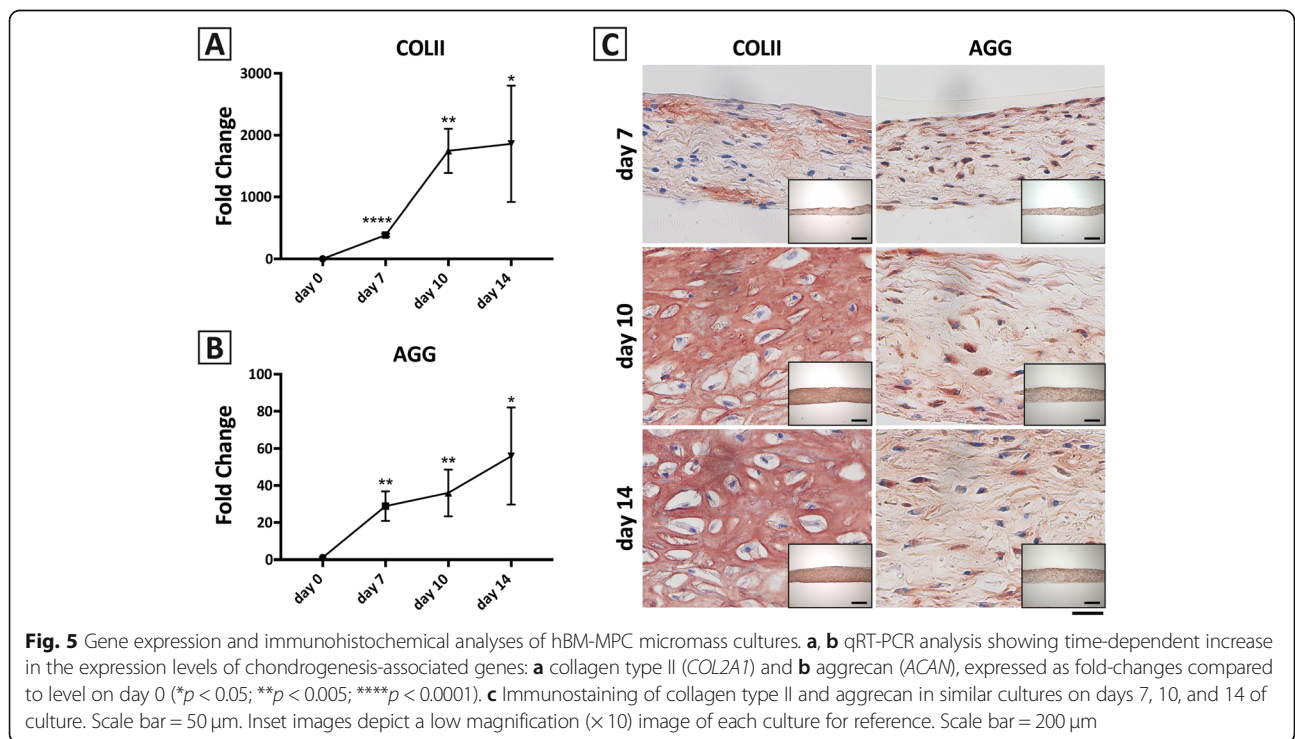 A
COLII
3000
2000
1000
0
Fold Change
****
**
*
day 0
day 7
day 10
day 14
B
AGG
100
80
60
40
20
0
Fold Change
**
**
*
day 0
day 7
day 10
day 14
C
COLII
AGG
day 7
day 10
day 14
Fig. 5 Gene expression and immunohistochemical analyses of hBM-MPC micromass cultures. a, b qRT-PCR analysis showing time-dependent increase
in the expression levels of chondrogenesis-associated genes: a collagen type II (COL2A1) and b aggrecan (ACAN), expressed as fold-changes compared
to level on day 0 (*p < 0.05; **p < 0.005; ****p < 0.0001). c Immunostaining of collagen type II and aggrecan in similar cultures on days 7, 10, and 14 of
culture. Scale bar = 50 μm. Inset images depict a low magnification (× 10) image of each culture for reference. Scale bar = 200 μm